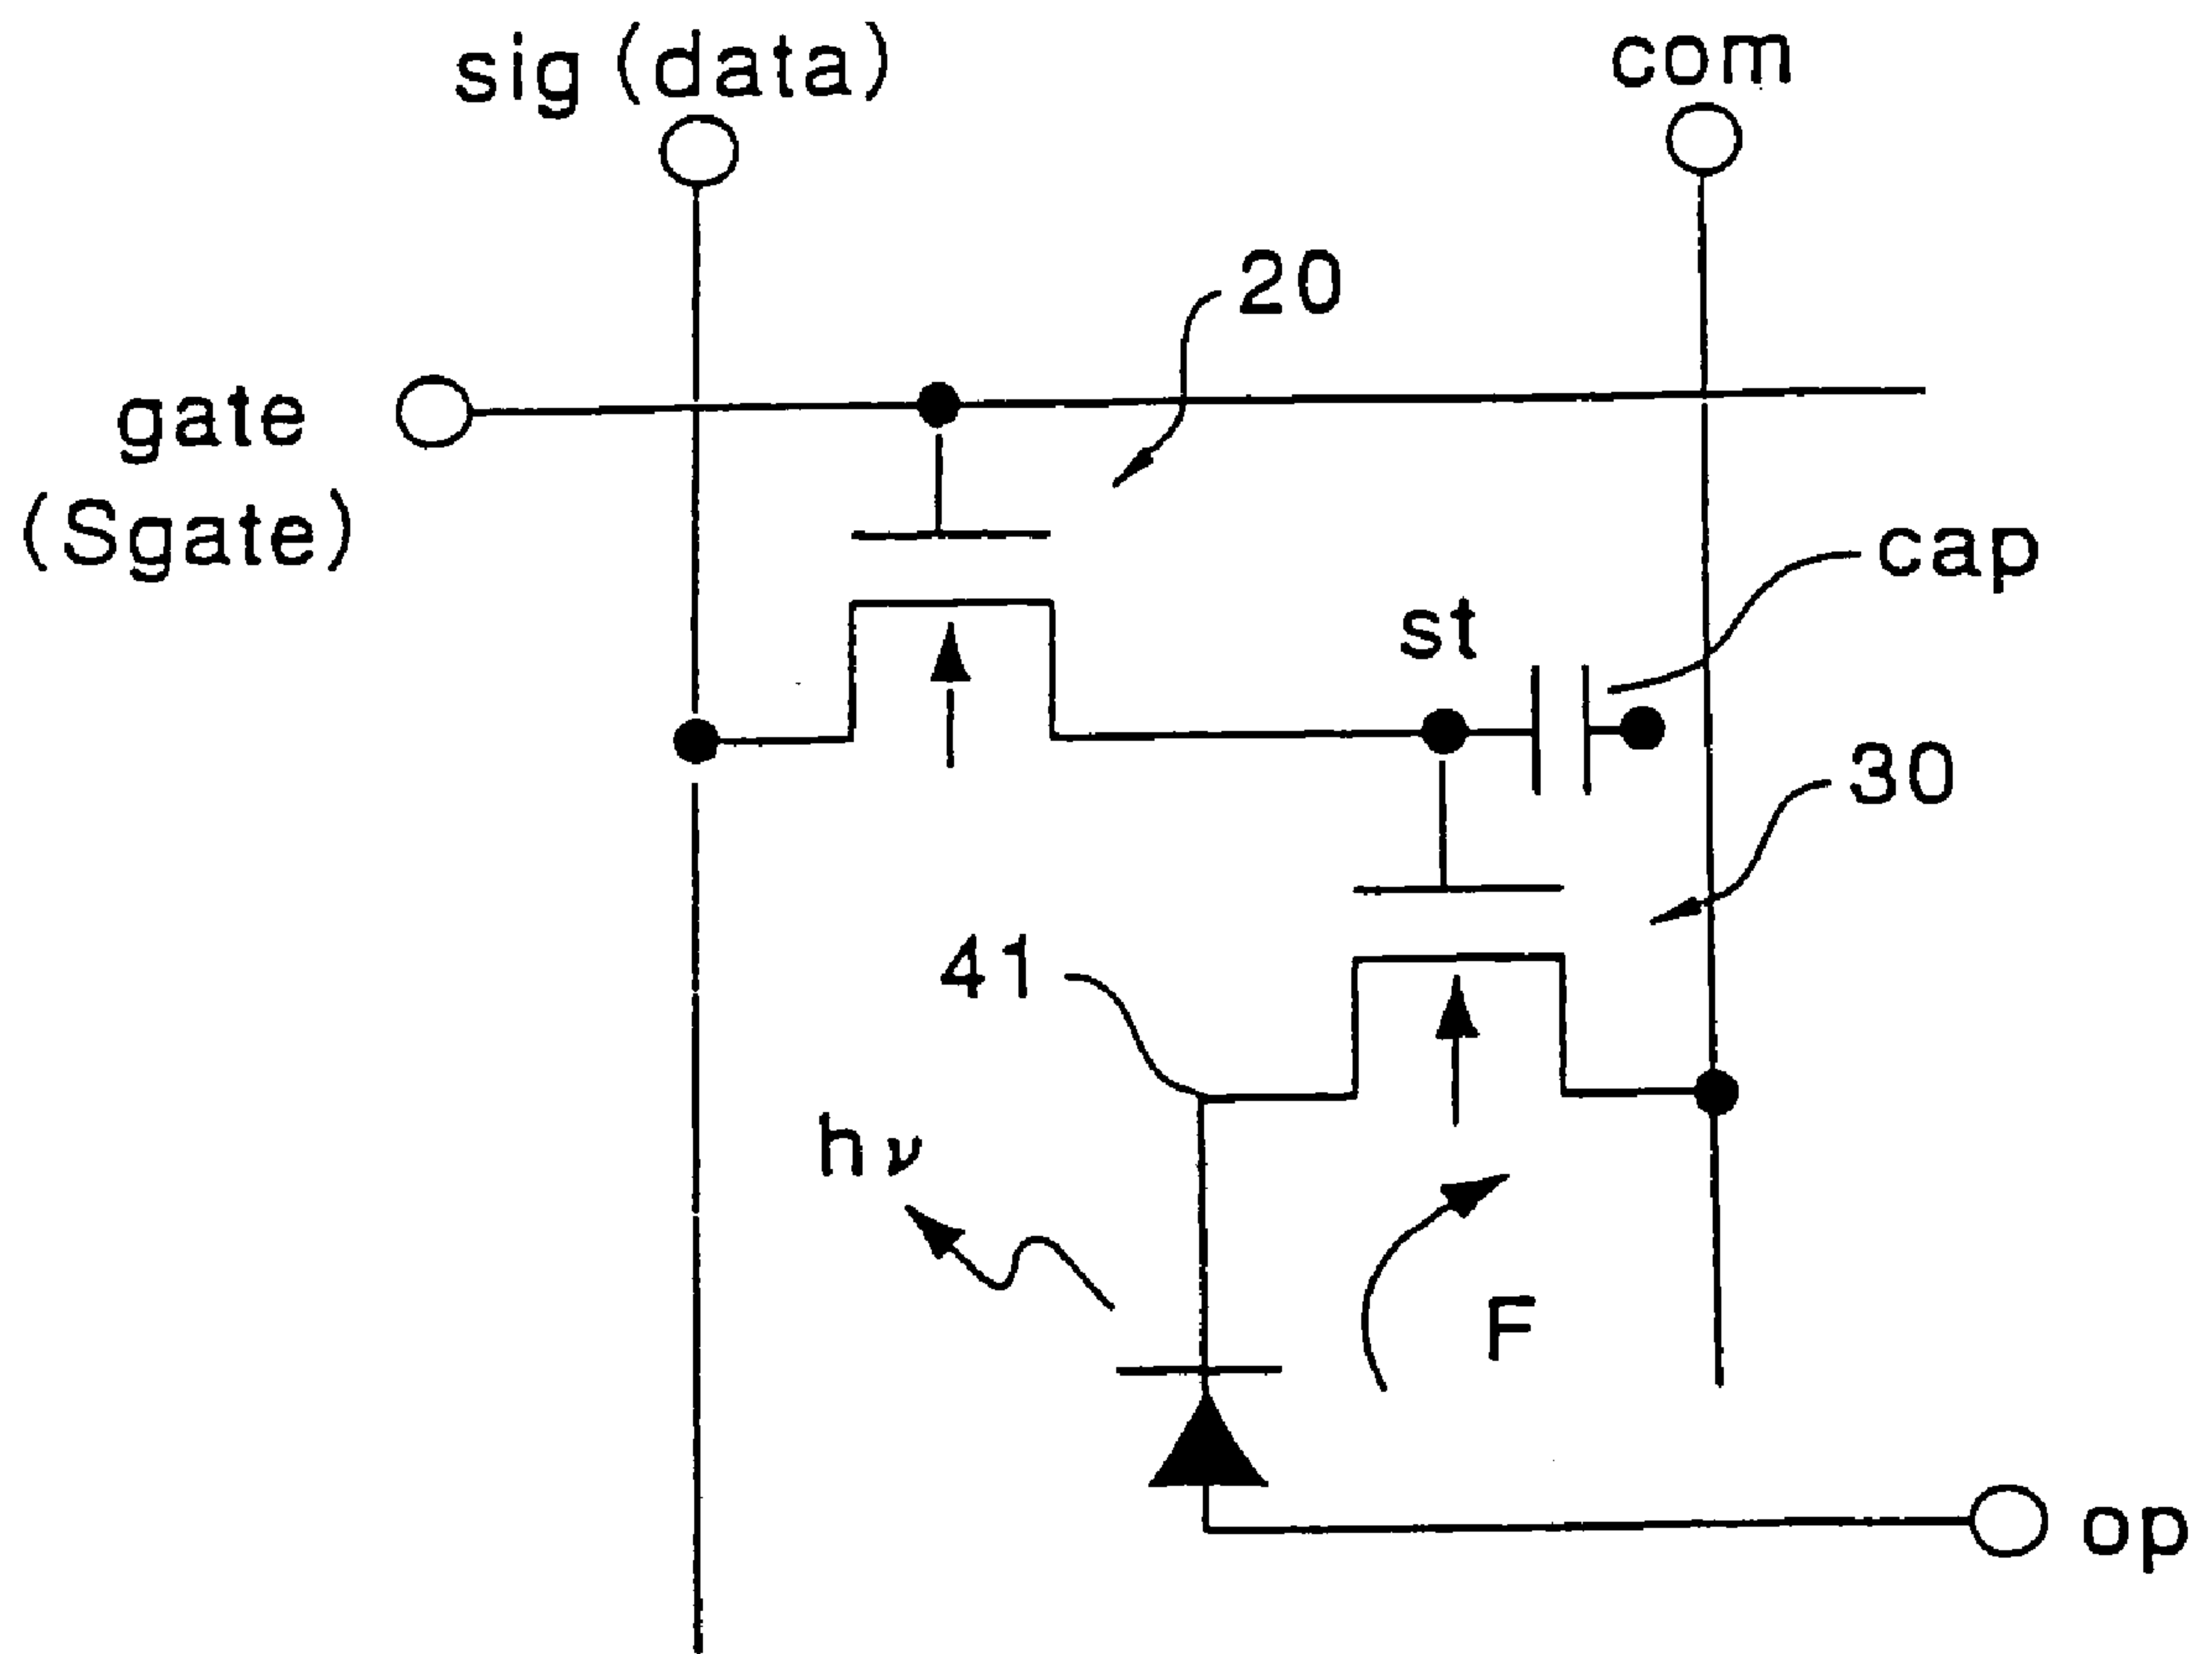 sig (data)
com
20
gate
(Sgate)
cap
st
30
41
hν
F
op